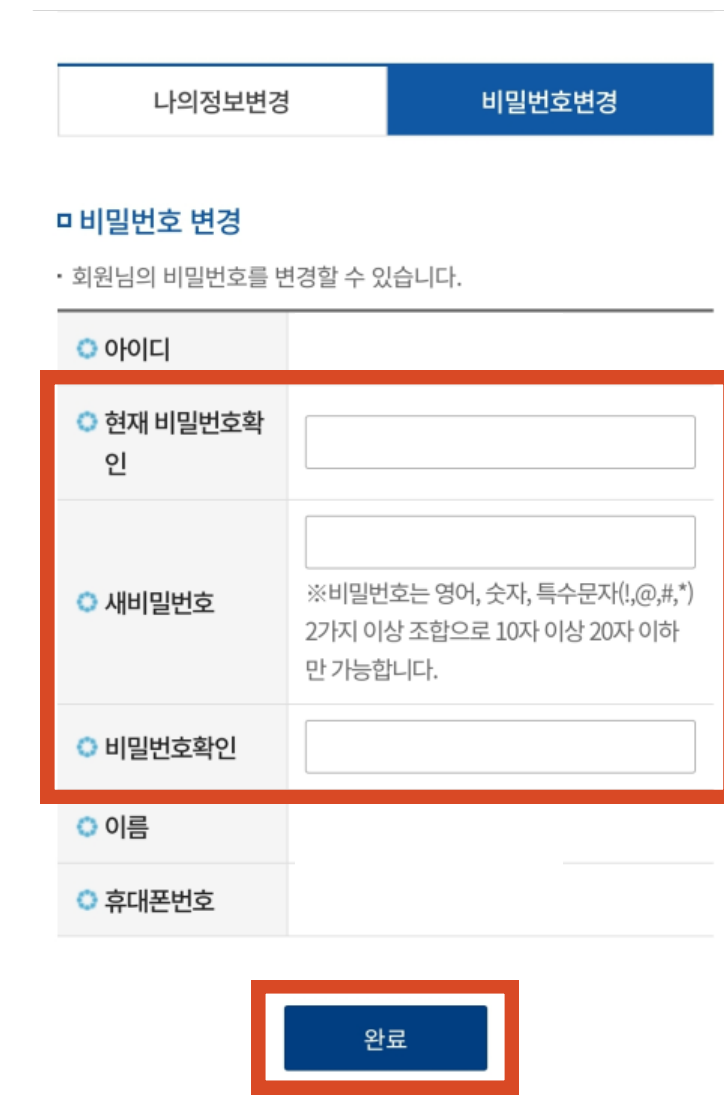 나의정보변경
비밀번호변경
비밀번호 변경
· 회원님의 비밀번호를 변경할 수 있습니다.
아이디
현재 비밀번호확
인
새비밀번호
※비밀번호는 영어, 숫자, 특수문자(!,@,#,*)
2가지 이상 조합으로 10자 이상 20자 이하
만 가능합니다.
비밀번호확인
이름
휴대폰번호
완료